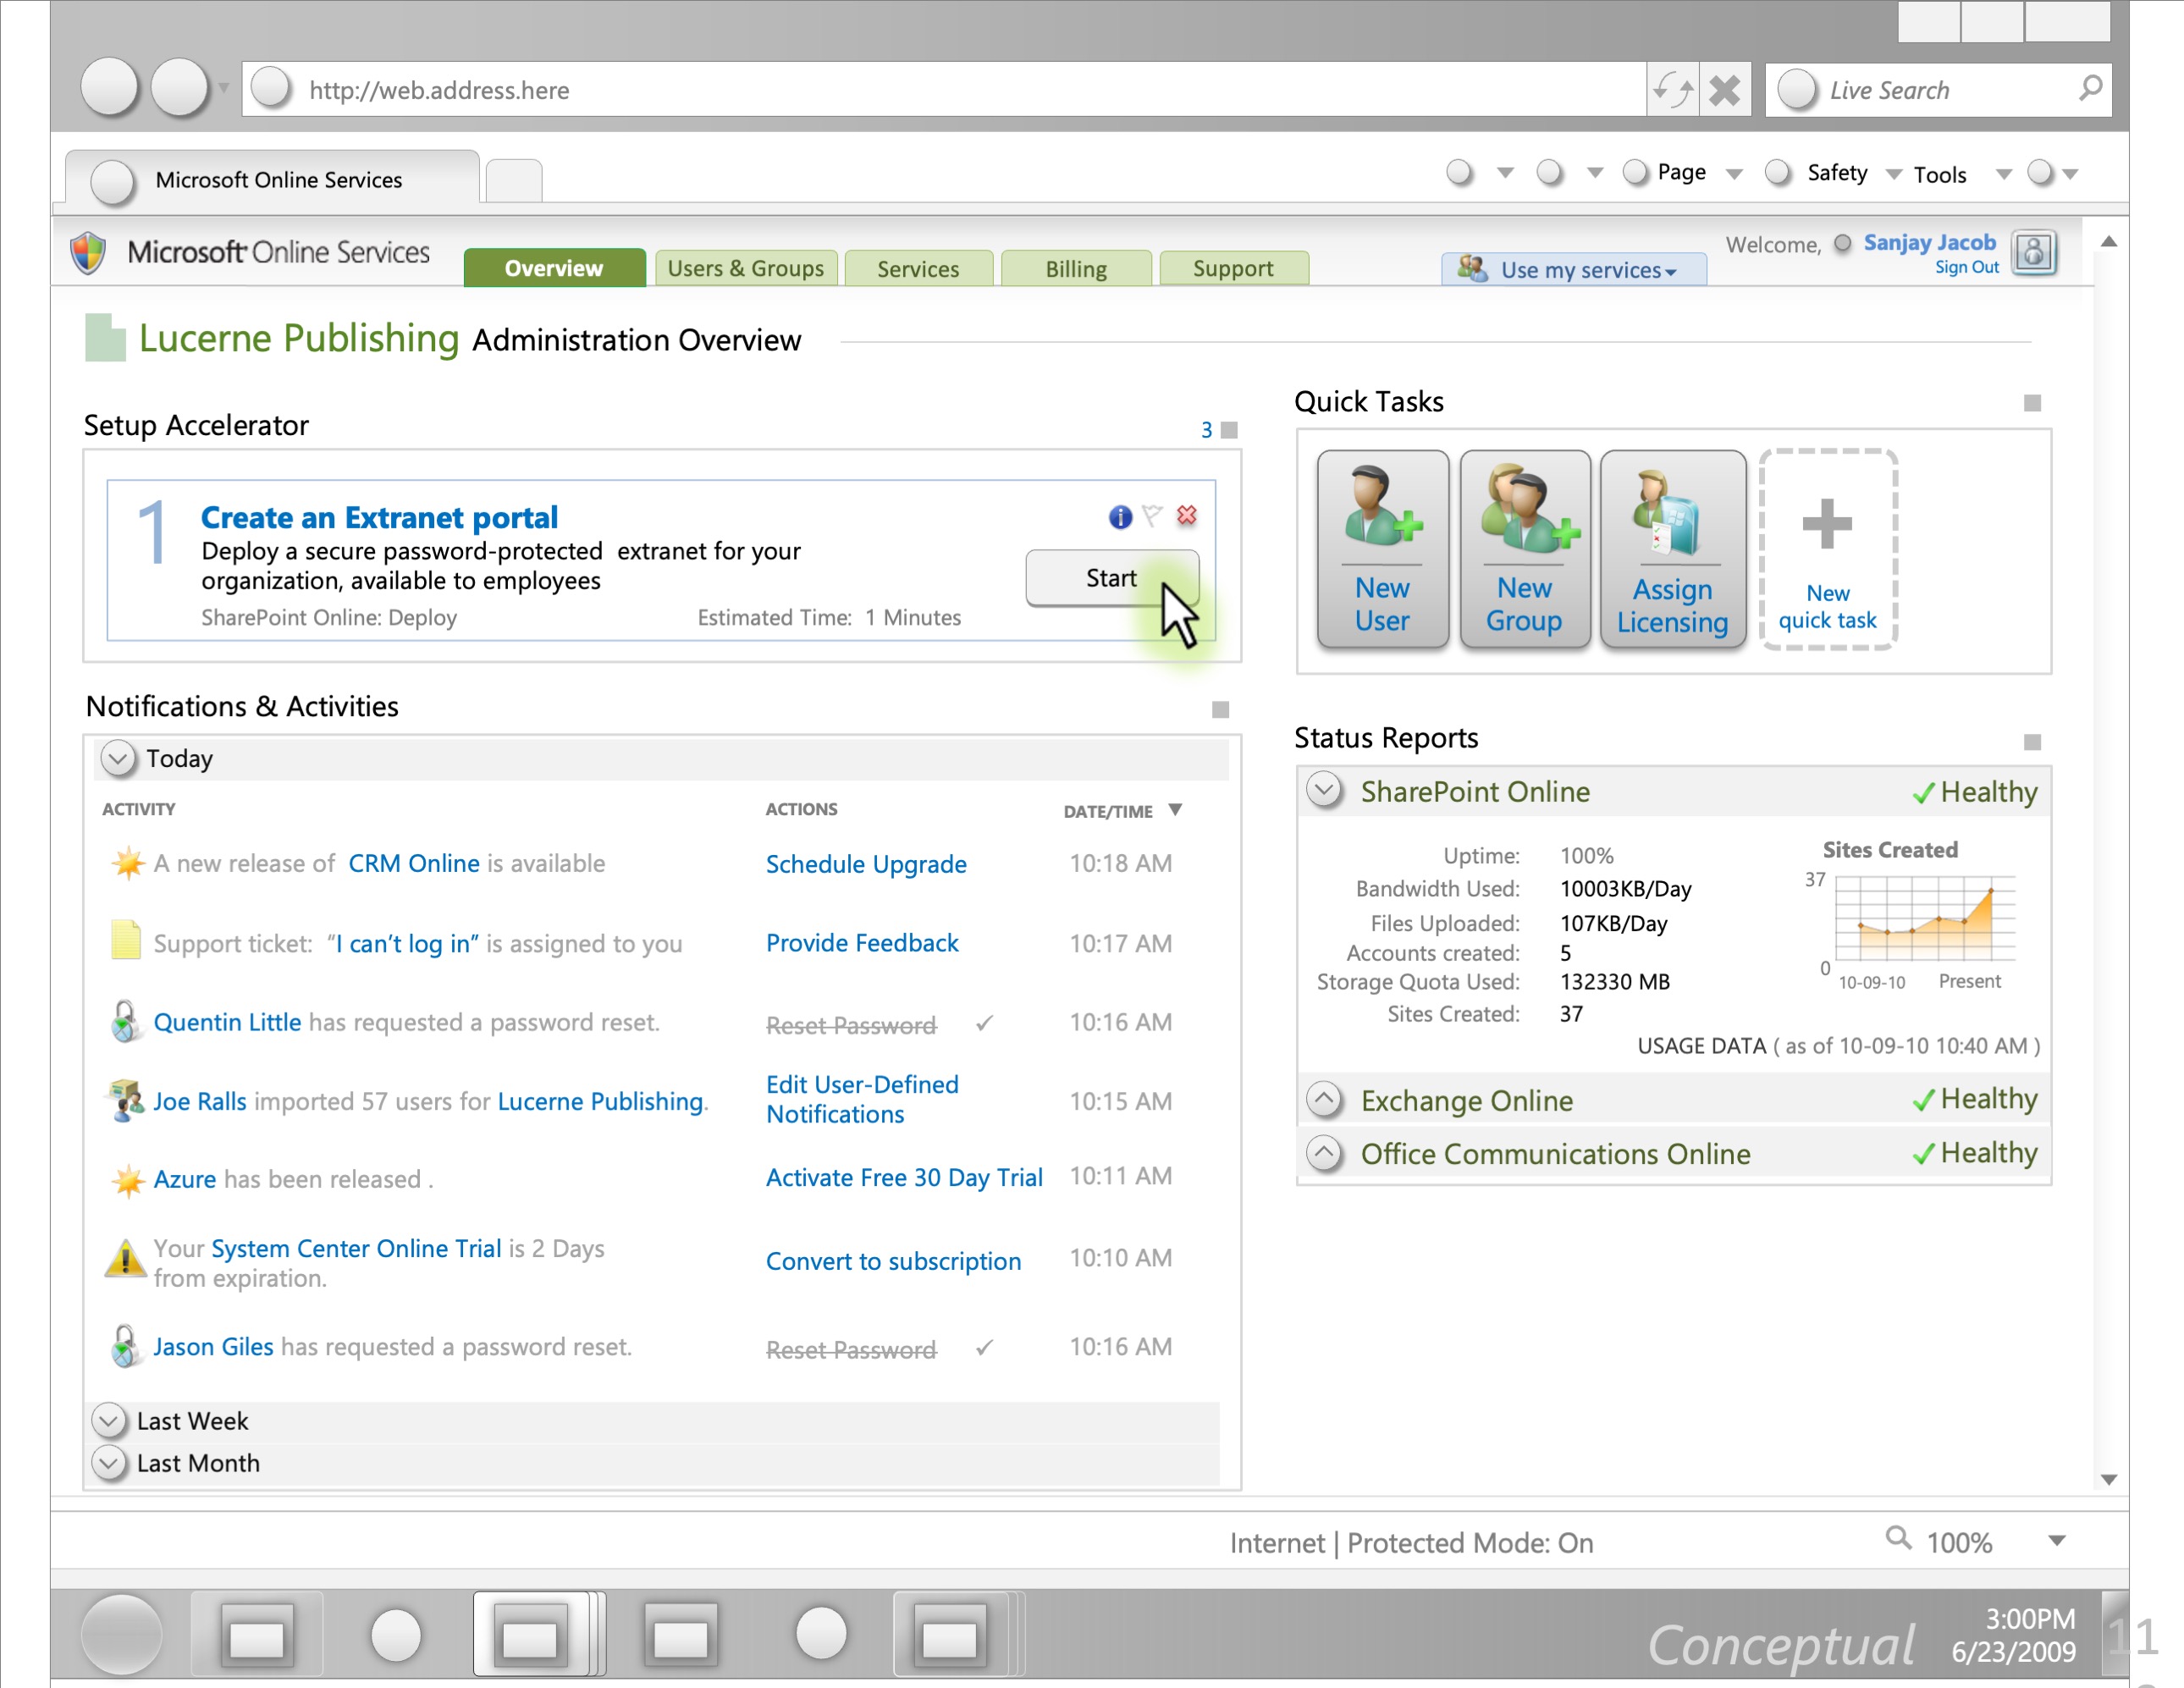 http://web.address.here
Live Search
Microsoft Online Services
Page
Safety
Tools
Microsoft Online Services
Overview
Users & Groups
Services
Billing
Support
Use my services
Welcome, Sanjay Jacob
Sign Out
Lucerne Publishing Administration Overview
Setup Accelerator
3
1
Create an Extranet portal
Deploy a secure password-protected extranet for your
organization, available to employees
SharePoint Online: Deploy
Estimated Time: 1 Minutes
Start
Quick Tasks
New
User
New
Group
Assign
Licensing
New
quick task
Notifications & Activities
Today
ACTIVITY
ACTIONS
DATE/TIME
A new release of CRM Online is available
Schedule Upgrade
10:18 AM
Support ticket: “I can’t log in” is assigned to you
Provide Feedback
10:17 AM
Quentin Little has requested a password reset.
Reset Password ✓
10:16 AM
Joe Ralls imported 57 users for Lucerne Publishing.
Edit User-Defined
Notifications
10:15 AM
Azure has been released .
Activate Free 30 Day Trial
10:11 AM
Your System Center Online Trial is 2 Days
from expiration.
Convert to subscription
10:10 AM
Jason Giles has requested a password reset.
Reset Password ✓
10:16 AM
Last Week
Last Month
Status Reports
SharePoint Online
Healthy
Uptime: 100%
Bandwidth Used: 10003KB/Day
Files Uploaded: 107KB/Day
Accounts created: 5
Storage Quota Used: 132330 MB
Sites Created: 37
Sites Created
37
0
10-09-10
Present
USAGE DATA ( as of 10-09-10 10:40 AM )
Exchange Online
Healthy
Office Communications Online
Healthy
Internet | Protected Mode: On
100%
Conceptual
3:00PM
6/23/2009
11